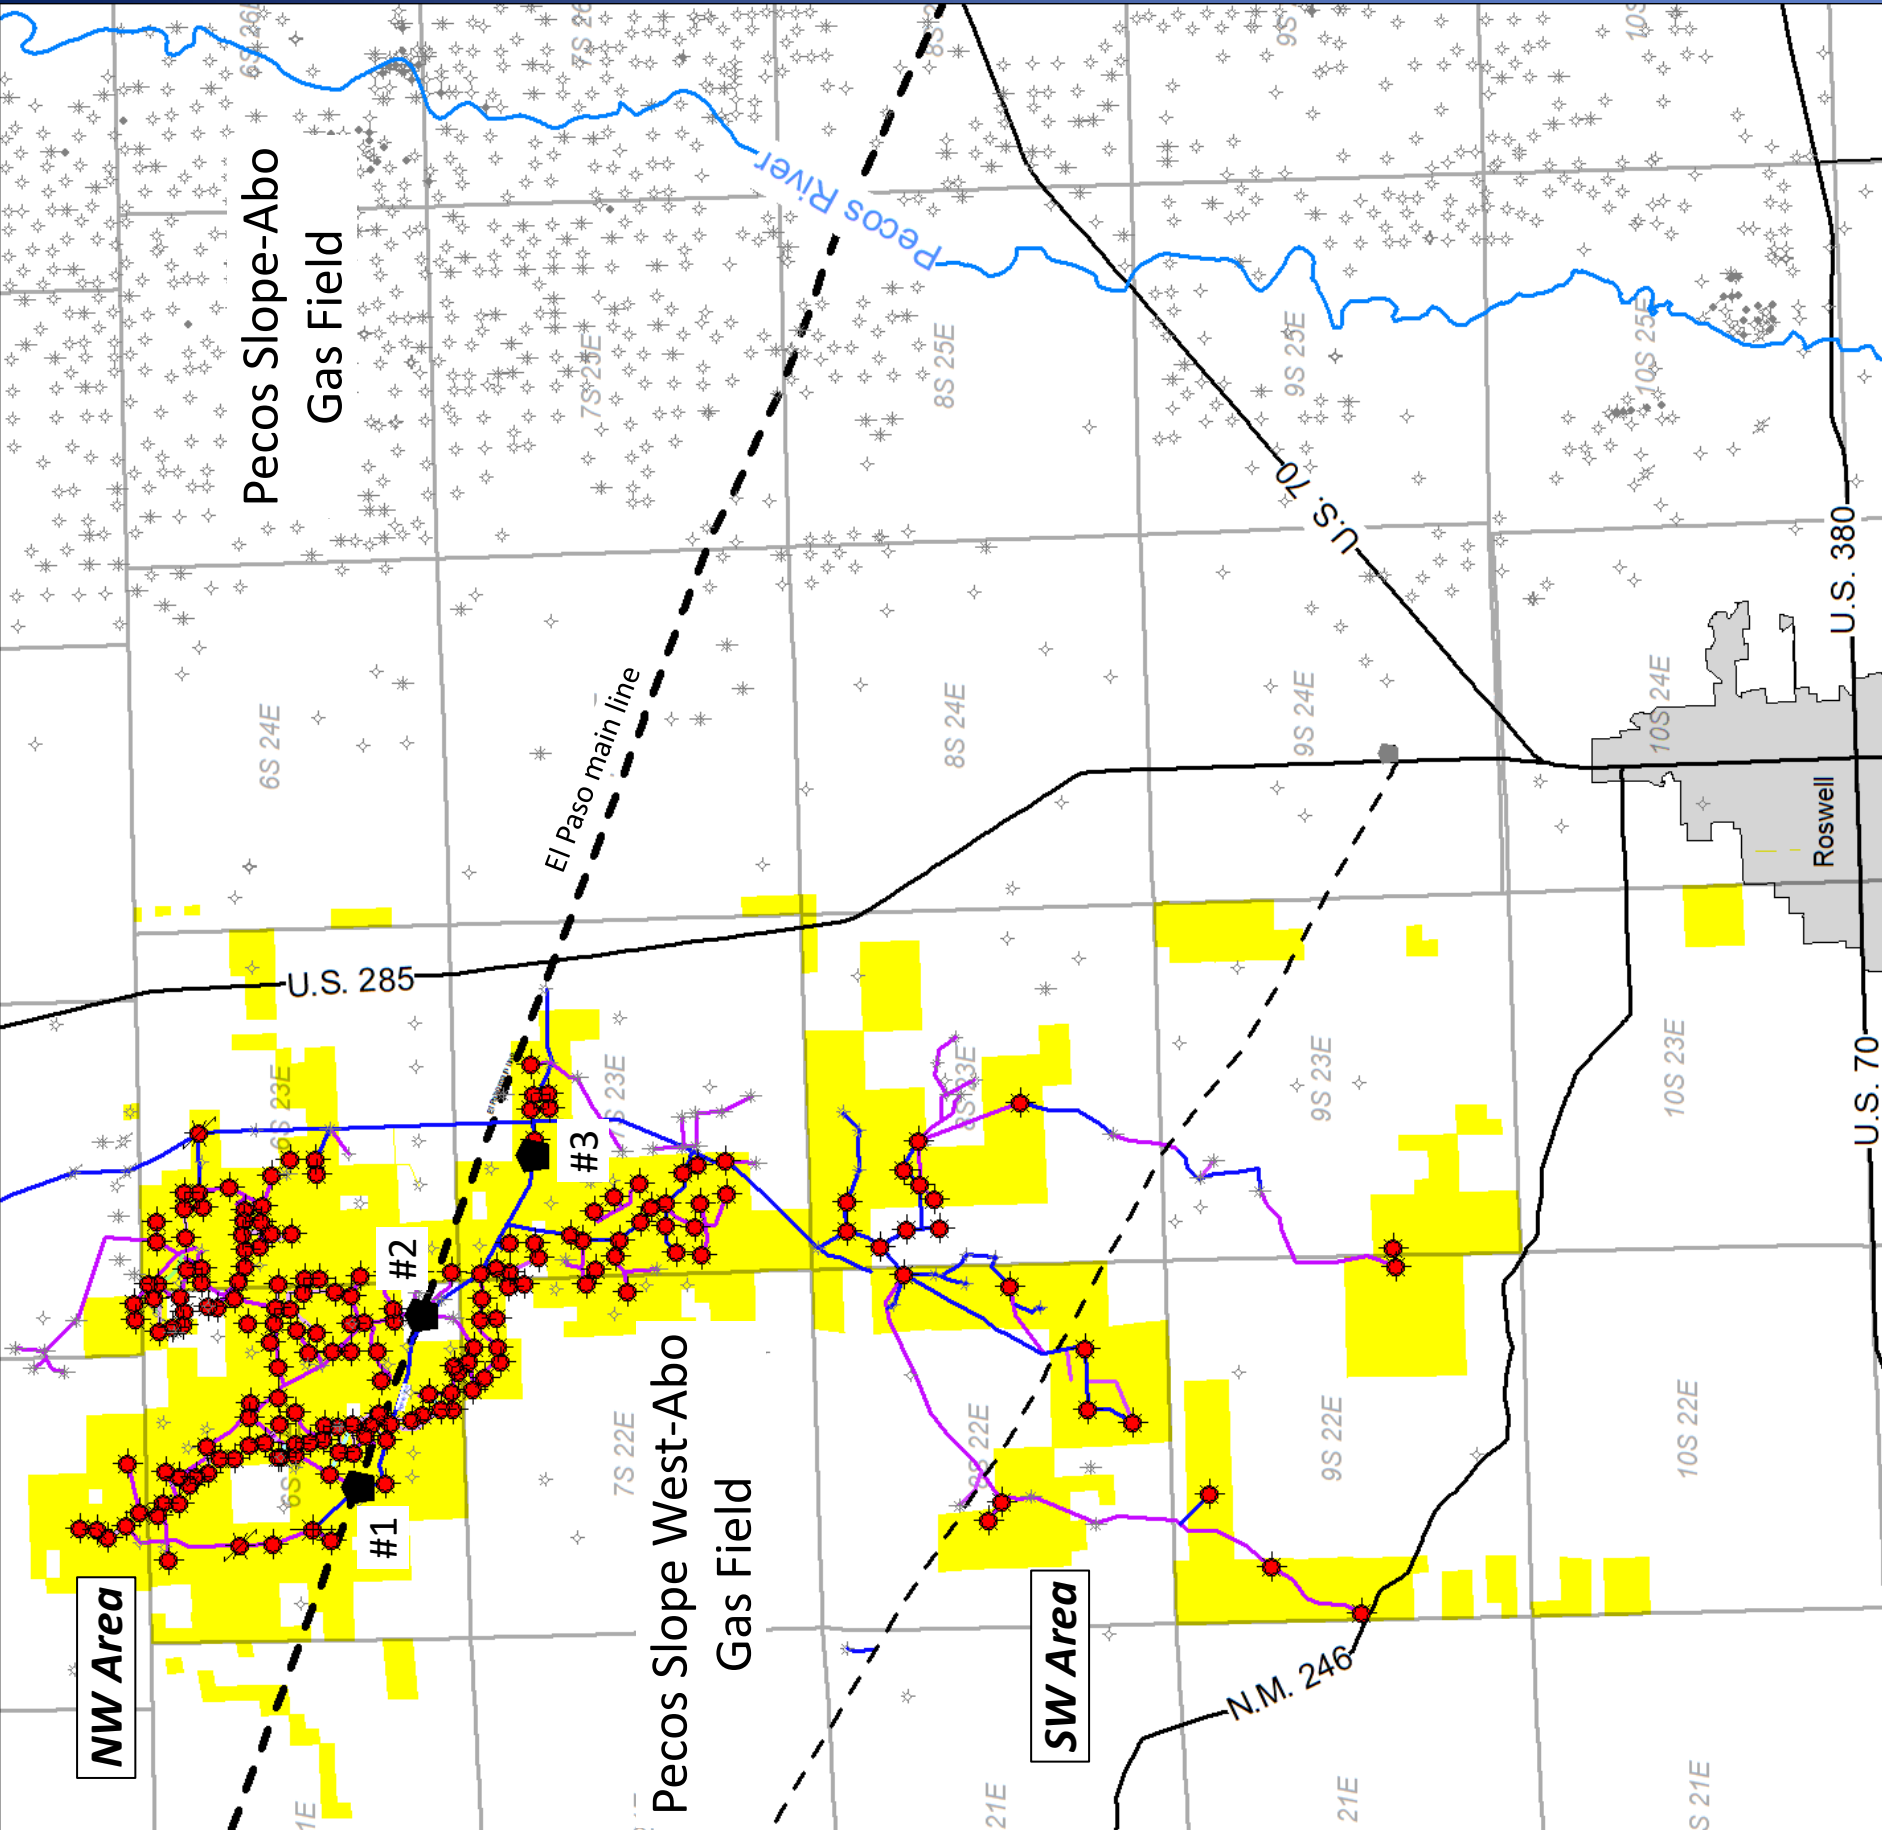 Pecos Slope-Abo
Gas Field
Pecos River
6S 24E
7S 25E
8S 25E
9S 25E
10S 25E
U.S. 70
U.S. 380
El Paso main line
8S 24E
9S 24E
10S 24E
Roswell
U.S. 285
6S 23E
9S 23E
10S 23E
U.S. 70
#3
#2
#1
NW Area
Pecos Slope West-Abo
Gas Field
SW Area
7S 22E
8S 22E
9S 22E
10S 22E
N.M. 246
21E
21E
S 21E